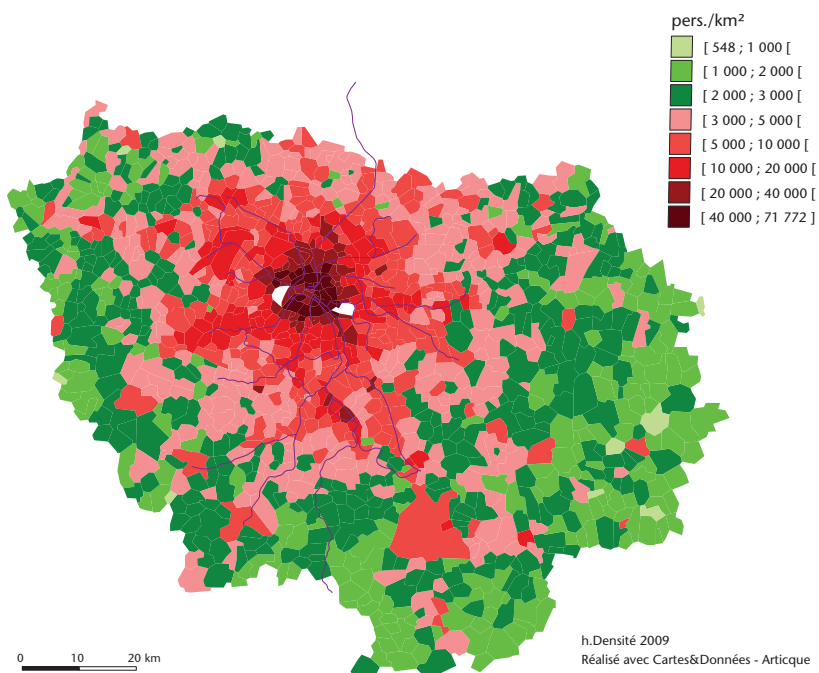 pers./km²
[ 548 ; 1 000 [
[ 1 000 ; 2 000 [
[ 2 000 ; 3 000 [
[ 3 000 ; 5 000 [
[ 5 000 ; 10 000 [
[ 10 000 ; 20 000 [
[ 20 000 ; 40 000 [
[ 40 000 ; 71 772 ]
h.Densité 2009
0 10 20 km
Réalisé avec Cartes&Données - Articque